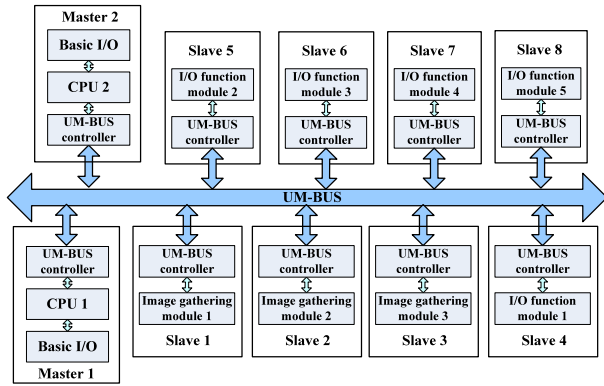 Master 2
Basic I/O
CPU 2
UM-BUS
controller
Slave 5
I/O function
module 2
UM-BUS
controller
Slave 6
I/O function
module 3
UM-BUS
controller
Slave 7
I/O function
module 4
UM-BUS
controller
Slave 8
I/O function
module 5
UM-BUS
controller
UM-BUS
UM-BUS
controller
CPU 1
Basic I/O
Master 1
UM-BUS
controller
Image gathering
module 1
Slave 1
UM-BUS
controller
Image gathering
module 2
Slave 2
UM-BUS
controller
Image gathering
module 3
Slave 3
UM-BUS
controller
I/O function
module 1
Slave 4